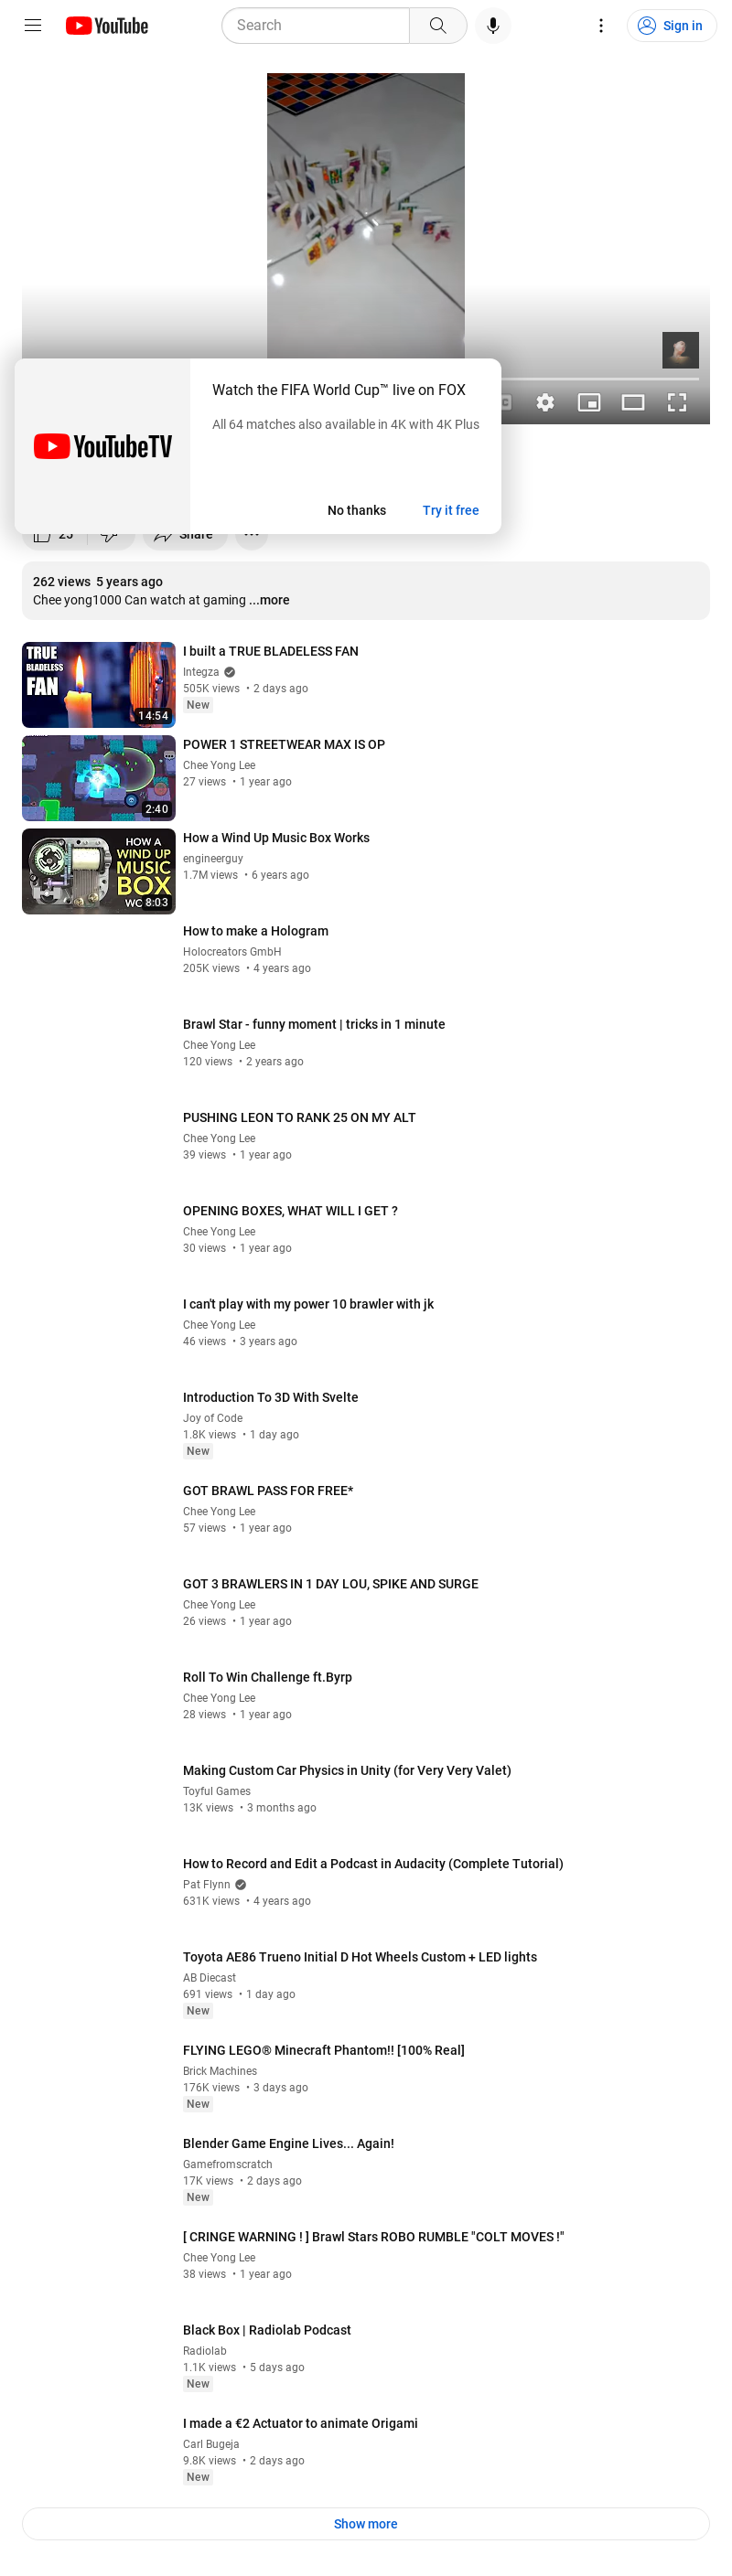 YouTube
Search
Sign in
Watch the FIFA World Cup™ live on FOX
All 64 matches also available in 4K with 4K Plus
YouTubeTV
No thanks
Try it free
25
Share
262 views 5 years ago
Chee yong1000 Can watch at gaming ...more
TRUE
BLADELESS
FAN
14:54
I built a TRUE BLADELESS FAN
Integza
505K views • 2 days ago
New
2:40
POWER 1 STREETWEAR MAX IS OP
Chee Yong Lee
27 views • 1 year ago
HOW A
WIND UP
MUSIC
BOX
8:03
How a Wind Up Music Box Works
engineerguy
1.7M views • 6 years ago
How to make a Hologram
Holocreators GmbH
205K views • 4 years ago
Brawl Star - funny moment | tricks in 1 minute
Chee Yong Lee
120 views • 2 years ago
PUSHING LEON TO RANK 25 ON MY ALT
Chee Yong Lee
39 views • 1 year ago
OPENING BOXES, WHAT WILL I GET ?
Chee Yong Lee
30 views • 1 year ago
I can't play with my power 10 brawler with jk
Chee Yong Lee
46 views • 3 years ago
Introduction To 3D With Svelte
Joy of Code
1.8K views • 1 day ago
New
GOT BRAWL PASS FOR FREE*
Chee Yong Lee
57 views • 1 year ago
GOT 3 BRAWLERS IN 1 DAY LOU, SPIKE AND SURGE
Chee Yong Lee
26 views • 1 year ago
Roll To Win Challenge ft.Byrp
Chee Yong Lee
28 views • 1 year ago
Making Custom Car Physics in Unity (for Very Very Valet)
Toyful Games
13K views • 3 months ago
How to Record and Edit a Podcast in Audacity (Complete Tutorial)
Pat Flynn
631K views • 4 years ago
Toyota AE86 Trueno Initial D Hot Wheels Custom + LED lights
AB Diecast
691 views • 1 day ago
New
FLYING LEGO® Minecraft Phantom!! [100% Real]
Brick Machines
176K views • 3 days ago
New
Blender Game Engine Lives... Again!
Gamefromscratch
17K views • 2 days ago
New
[ CRINGE WARNING ! ] Brawl Stars ROBO RUMBLE "COLT MOVES !"
Chee Yong Lee
38 views • 1 year ago
Black Box | Radiolab Podcast
Radiolab
1.1K views • 5 days ago
New
I made a €2 Actuator to animate Origami
Carl Bugeja
9.8K views • 2 days ago
New
Show more